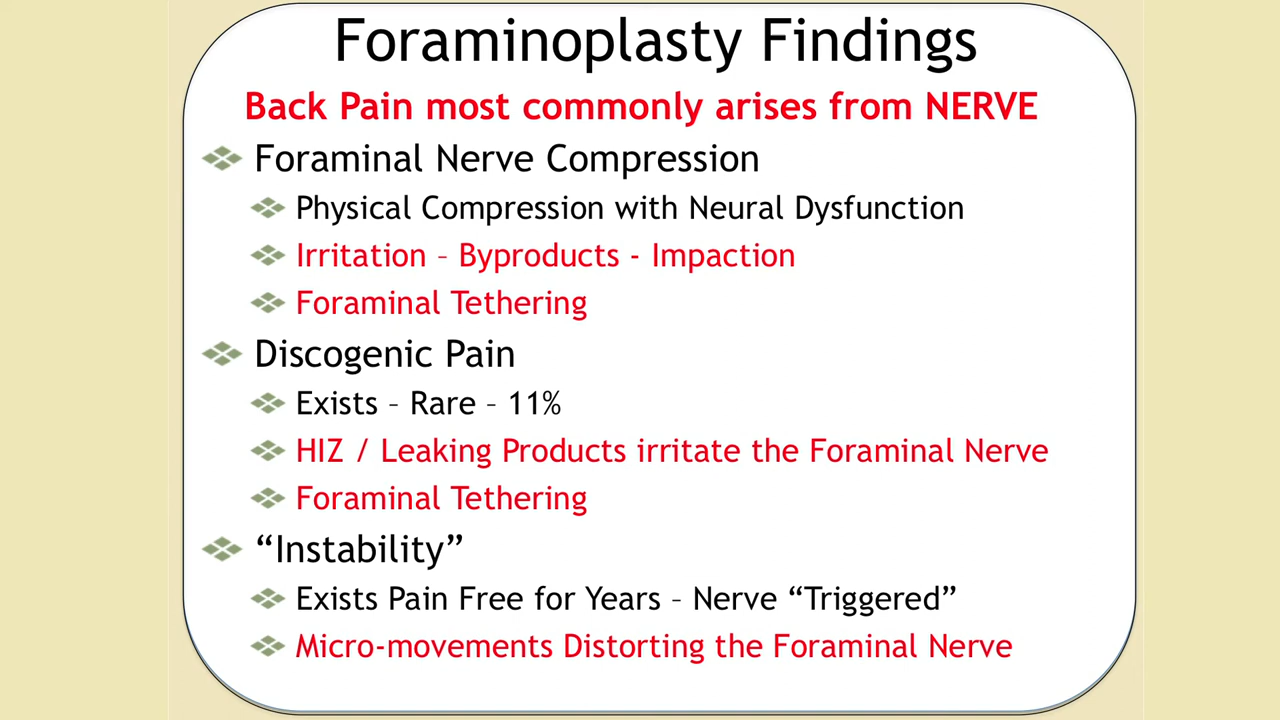 Foraminoplasty Findings
Back Pain most commonly arises from NERVE
Foraminal Nerve Compression
Physical Compression with Neural Dysfunction
Irritation – Byproducts - Impaction
Foraminal Tethering
Discogenic Pain
Exists – Rare – 11%
HIZ / Leaking Products irritate the Foraminal Nerve
Foraminal Tethering
“Instability”
Exists Pain Free for Years – Nerve “Triggered”
Micro-movements Distorting the Foraminal Nerve